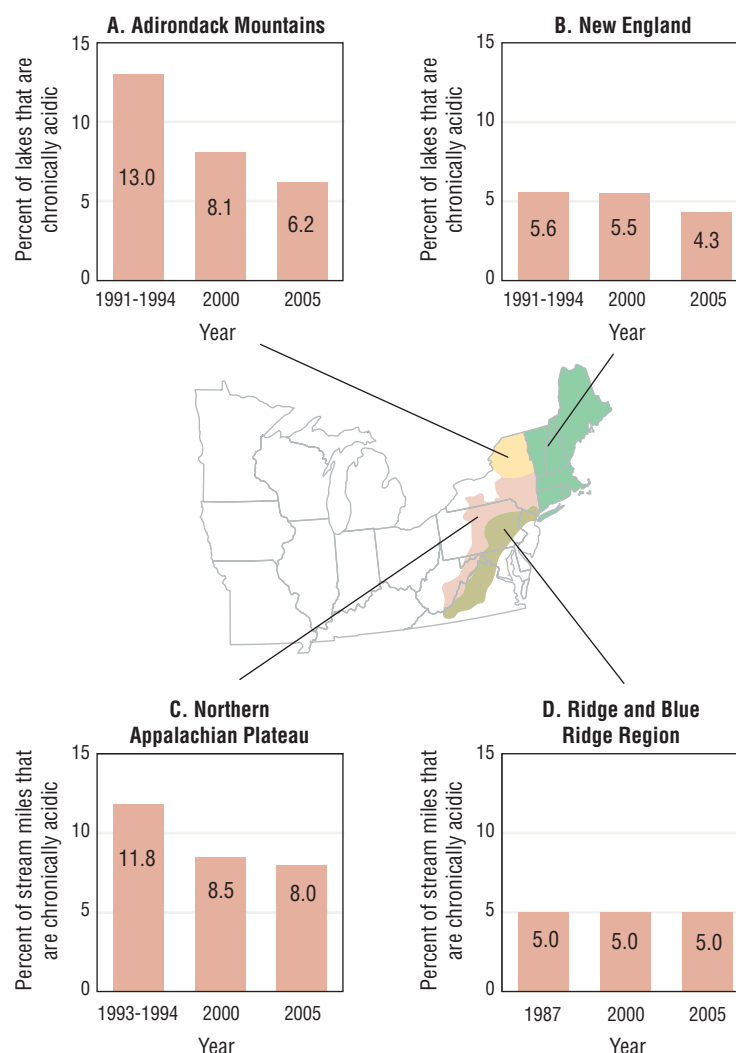 A. Adirondack Mountains
Percent of lakes that are
chronically acidic
15
10
5
0
13.0
8.1
6.2
1991-1994
2000
2005
Year
B. New England
Percent of lakes that are
chronically acidic
15
10
5
0
5.6
5.5
4.3
1991-1994
2000
2005
Year
C. Northern
Appalachian Plateau
Percent of stream miles that
are chronically acidic
15
10
5
0
11.8
8.5
8.0
1993-1994
2000
2005
Year
D. Ridge and Blue
Ridge Region
Percent of stream miles that
are chronically acidic
15
10
5
0
5.0
5.0
5.0
1987
2000
2005
Year